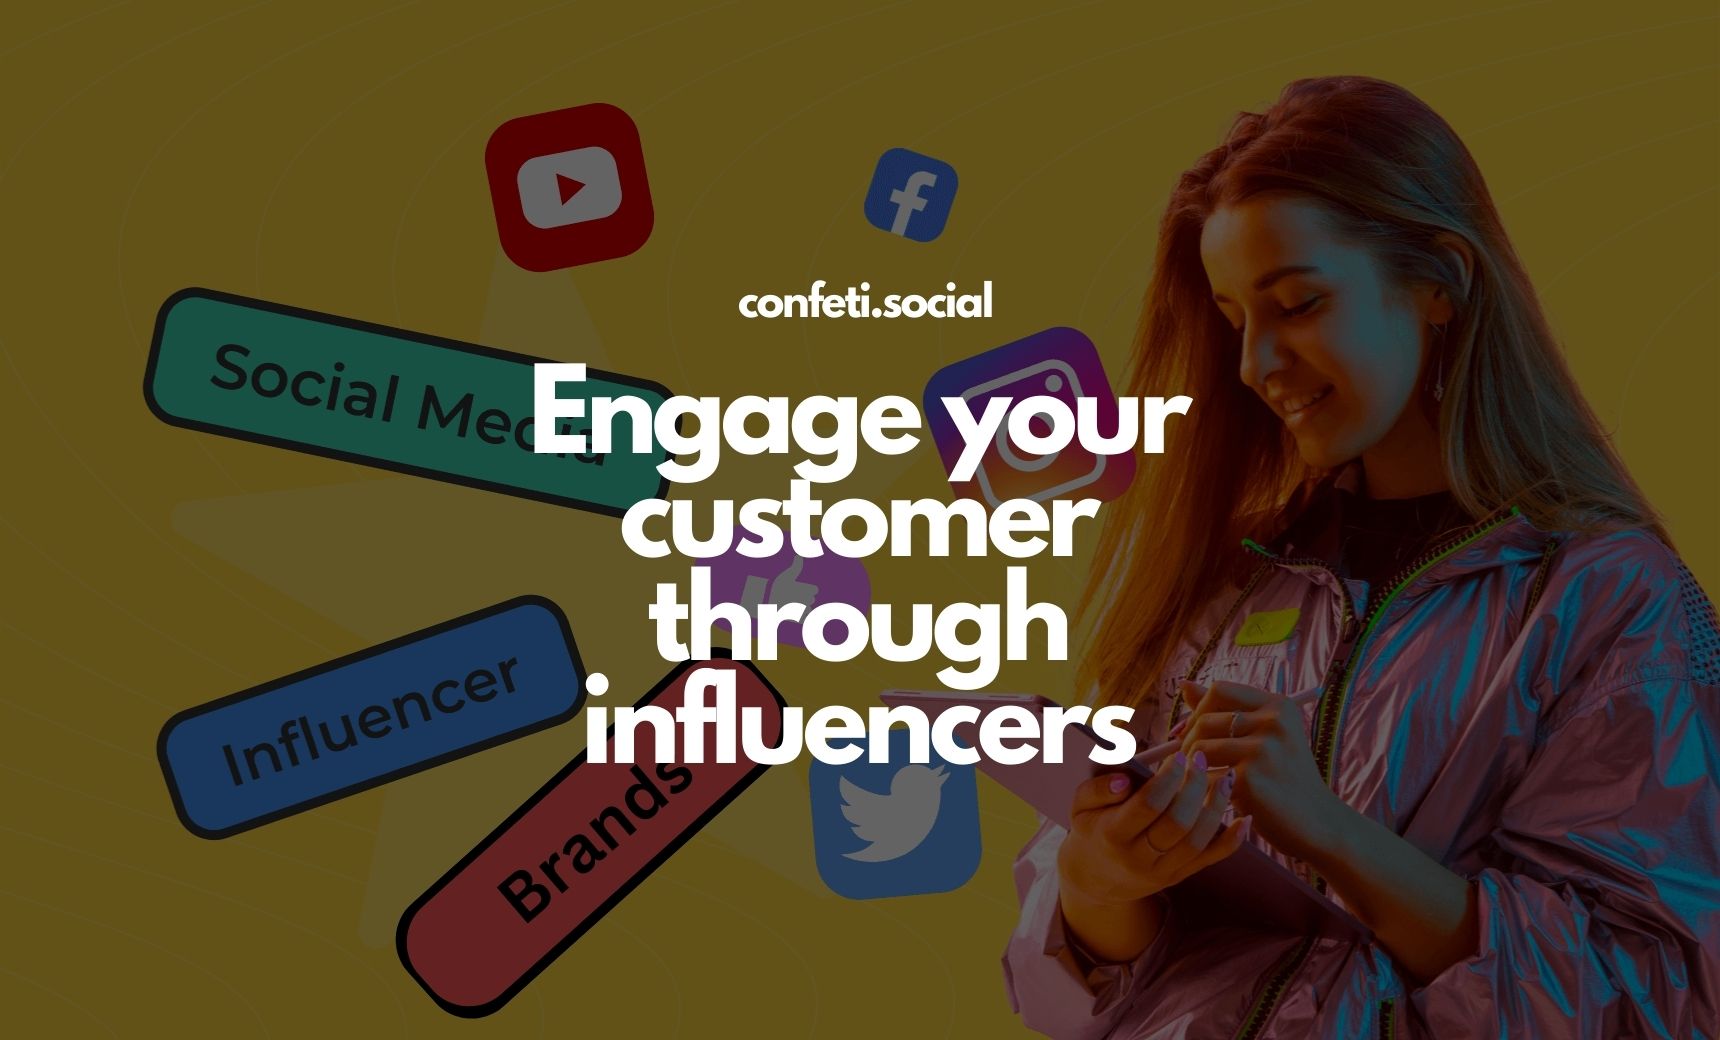 confeti.social
Social Media
Engage your
customer
through
influencers
Influencer
Brands